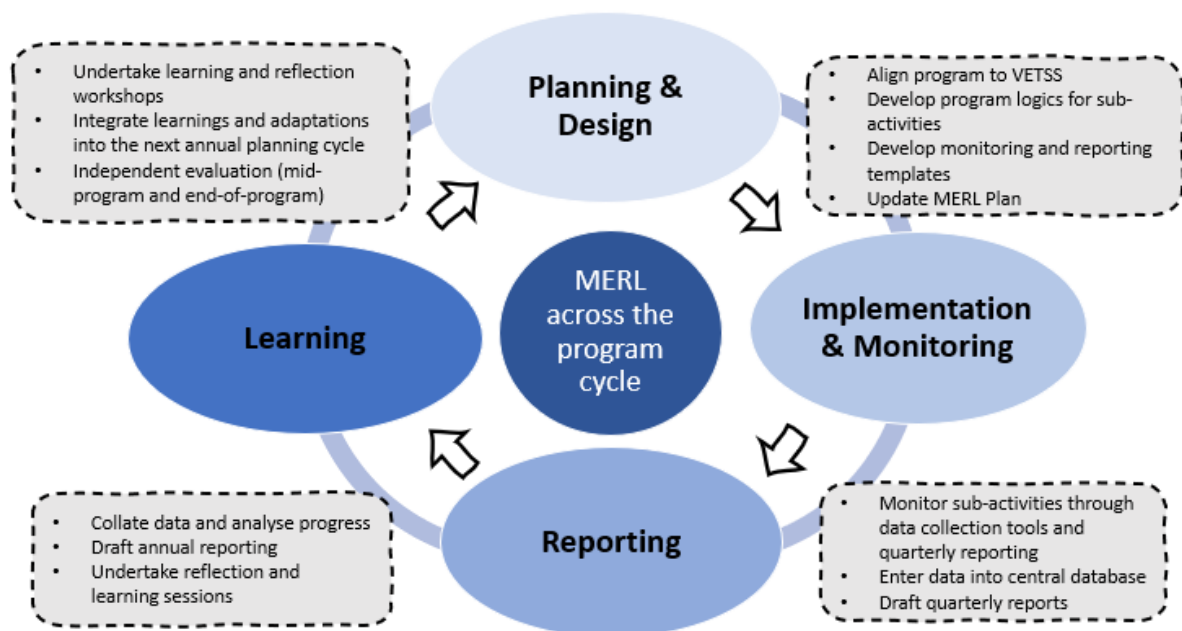 Planning &
Design
• Undertake learning and reflection
workshops
• Integrate learnings and adaptations
into the next annual planning cycle
• Independent evaluation (mid-
program and end-of-program)
• Align program to VETSS
• Develop program logics for sub-
activities
• Develop monitoring and reporting
templates
• Update MERL Plan
Learning
MERL
across the
program
cycle
Implementation
& Monitoring
• Collate data and analyse progress
• Draft annual reporting
• Undertake reflection and
learning sessions
Reporting
• Monitor sub-activities through
data collection tools and
quarterly reporting
• Enter data into central database
• Draft quarterly reports